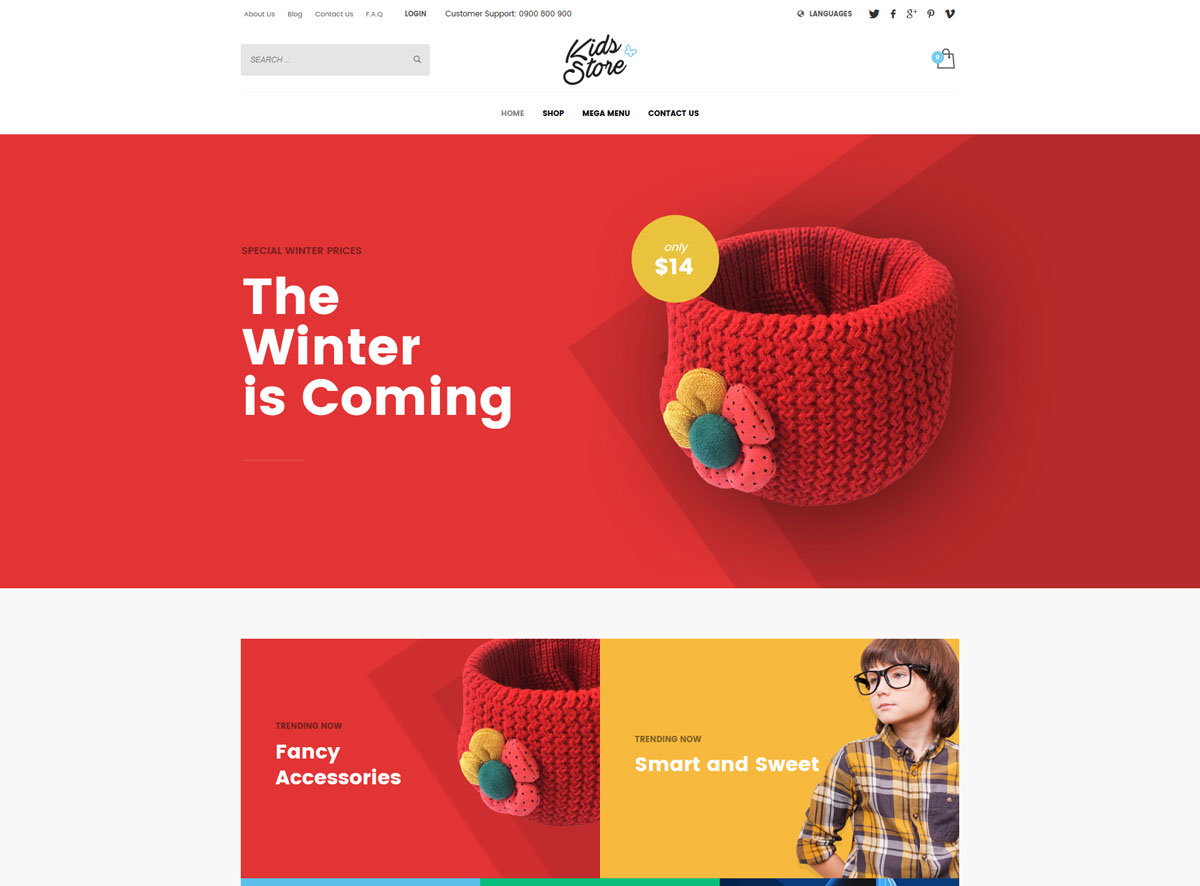 About Us Blog Contact Us F.A.Q LOGIN Customer Support: 0900 800 900 LANGUAGES
SEARCH ...
Kids
Store
0
HOME SHOP MEGA MENU CONTACT US
SPECIAL WINTER PRICES
The
Winter
is Coming
only
$14
TRENDING NOW
Fancy
Accessories
TRENDING NOW
Smart and Sweet